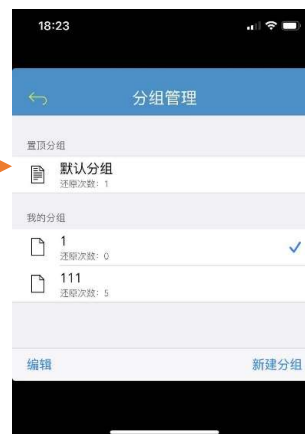 18:23
分组管理
置顶分组
默认分组
还原次数：1
我的分组
1
还原次数：0
111
还原次数：5
编辑
新建分组